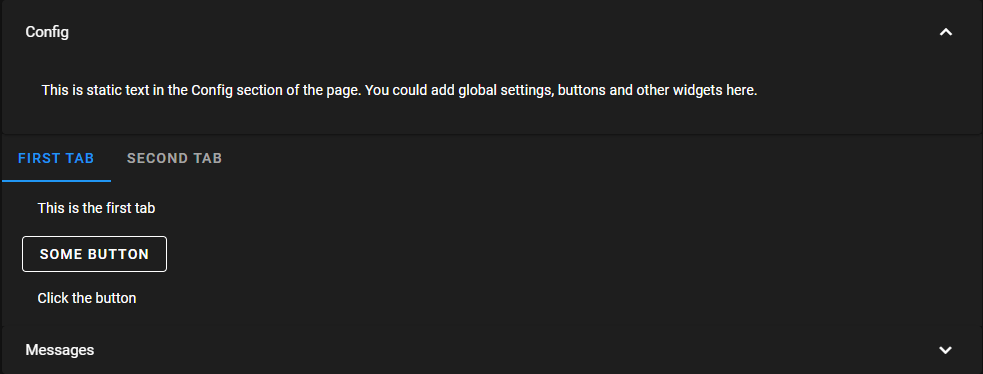 Config
This is static text in the Config section of the page. You could add global settings, buttons and other widgets here.
FIRST TAB SECOND TAB
This is the first tab
SOME BUTTON
Click the button
Messages